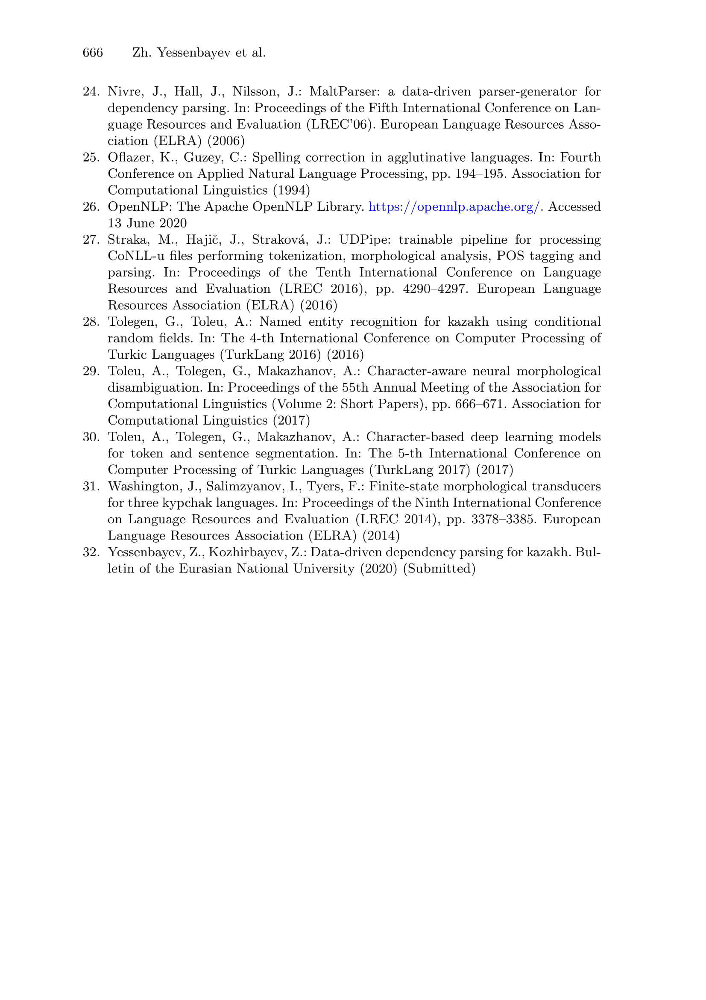 666 Zh. Yessenbayev et al.
24. Nivre, J., Hall, J., Nilsson, J.: MaltParser: a data-driven parser-generator for
dependency parsing. In: Proceedings of the Fifth International Conference on Lan-
guage Resources and Evaluation (LREC’06). European Language Resources Asso-
ciation (ELRA) (2006)
25. Oflazer, K., Guzey, C.: Spelling correction in agglutinative languages. In: Fourth
Conference on Applied Natural Language Processing, pp. 194–195. Association for
Computational Linguistics (1994)
26. OpenNLP: The Apache OpenNLP Library. https://opennlp.apache.org/. Accessed
13 June 2020
27. Straka, M., Hajič, J., Straková, J.: UDPipe: trainable pipeline for processing
CoNLL-u files performing tokenization, morphological analysis, POS tagging and
parsing. In: Proceedings of the Tenth International Conference on Language
Resources and Evaluation (LREC 2016), pp. 4290–4297. European Language
Resources Association (ELRA) (2016)
28. Tolegen, G., Toleu, A.: Named entity recognition for kazakh using conditional
random fields. In: The 4-th International Conference on Computer Processing of
Turkic Languages (TurkLang 2016) (2016)
29. Toleu, A., Tolegen, G., Makazhanov, A.: Character-aware neural morphological
disambiguation. In: Proceedings of the 55th Annual Meeting of the Association for
Computational Linguistics (Volume 2: Short Papers), pp. 666–671. Association for
Computational Linguistics (2017)
30. Toleu, A., Tolegen, G., Makazhanov, A.: Character-based deep learning models
for token and sentence segmentation. In: The 5-th International Conference on
Computer Processing of Turkic Languages (TurkLang 2017) (2017)
31. Washington, J., Salimzyanov, I., Tyers, F.: Finite-state morphological transducers
for three kypchak languages. In: Proceedings of the Ninth International Conference
on Language Resources and Evaluation (LREC 2014), pp. 3378–3385. European
Language Resources Association (ELRA) (2014)
32. Yessenbayev, Z., Kozhirbayev, Z.: Data-driven dependency parsing for kazakh. Bul-
letin of the Eurasian National University (2020) (Submitted)